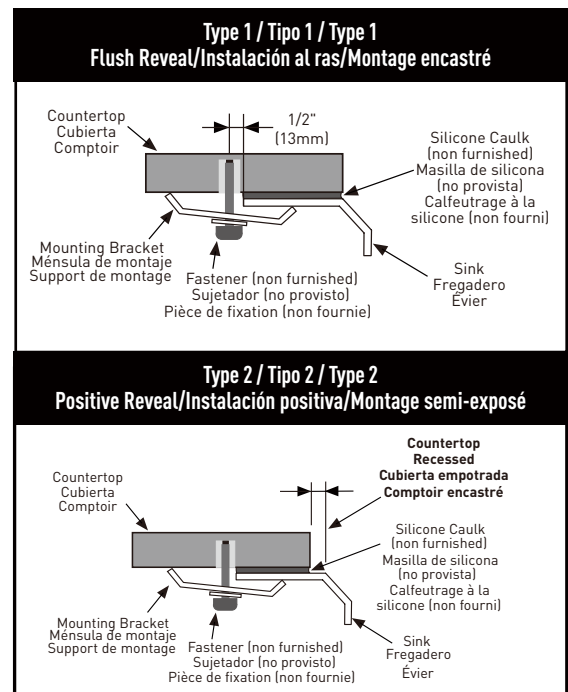 Type 1 / Tipo 1 / Type 1
Flush Reveal/Instalación al ras/Montage encastré
Countertop
Cubierta
Comptoir
1/2"
(13mm)
Silicone Caulk
(non furnished)
Masilla de silicona
(no provista)
Calfeutrage à la
silicone (non fourni)
Mounting Bracket
Ménsula de montaje
Support de montage
Fastener (non furnished)
Sujetador (no provisto)
Pièce de fixation (non fournie)
Sink
Fregadero
Évier
Type 2 / Tipo 2 / Type 2
Positive Reveal/Instalación positiva/Montage semi-exposé
Countertop
Recessed
Cubierta empotrada
Comptoir encastré
Countertop
Cubierta
Comptoir
Silicone Caulk
(non furnished)
Masilla de silicona
(no provista)
Calfeutrage à la
silicone (non fourni)
Mounting Bracket
Ménsula de montaje
Support de montage
Fastener (non furnished)
Sujetador (no provisto)
Pièce de fixation (non fournie)
Sink
Fregadero
Évier